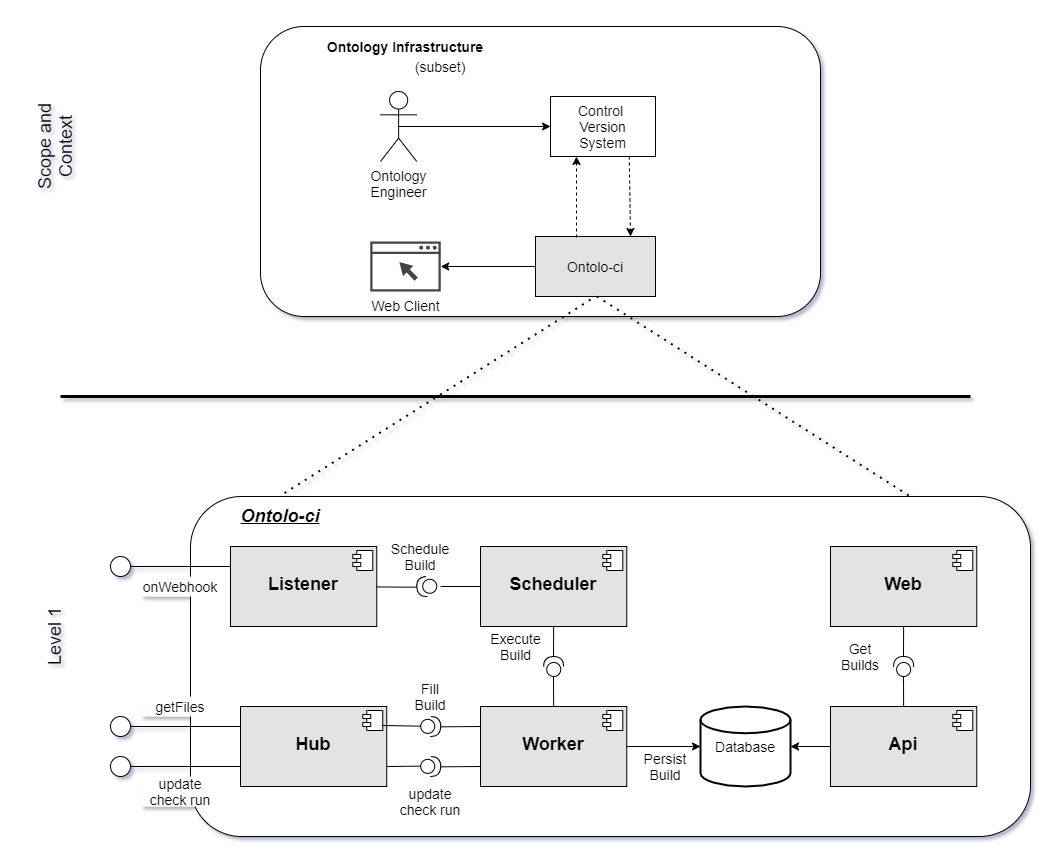 Ontology Infrastructure
(subset)
Scope and
Context
Control
Version
System
Ontology
Engineer
Ontolo-ci
Web Client
Level 1
Ontolo-ci
onWebhook
Listener
Schedule
Build
Scheduler
Web
Execute
Build
Get
Builds
getFiles
update
check run
Hub
Fill
Build
update
check run
Worker
Persist
Build
Database
Api